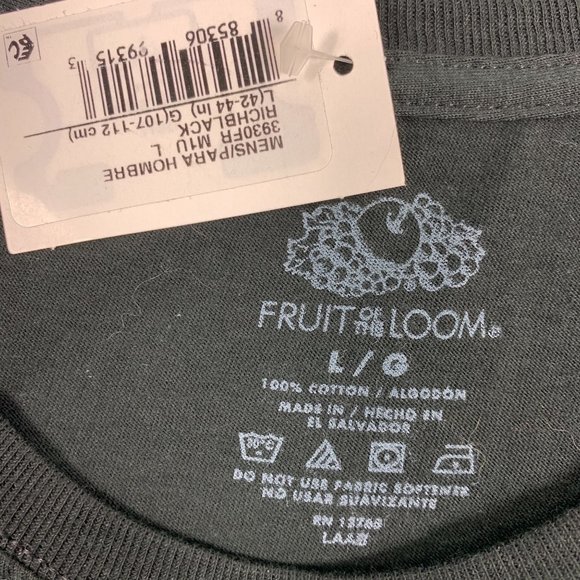 MENS/PARA HOMBRE
3930FR M1U L
RICHBLACK
L(42-44 in) G(107-112 cm)
8 85306 99315 3
FRUIT OF THE LOOM®
L / G
100% COTTON / ALGODÓN
MADE IN / HECHO EN
EL SALVADOR
30°C
DO NOT USE FABRIC SOFTENER
NO USAR SUAVIZANTE
RN 13765